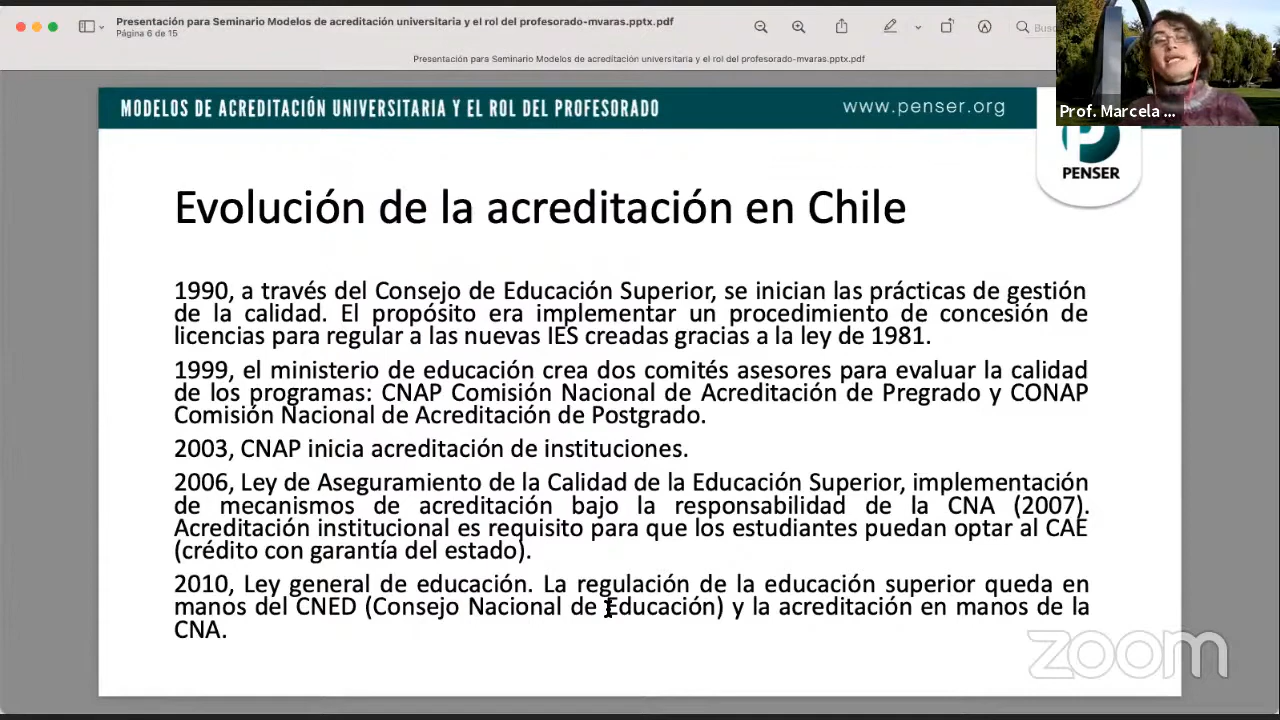 Presentación para Seminario Modelos de acreditación universitaria y el rol del profesorado-mvaras.pptx.pdf
Página 6 de 15
Bus
Presentación para Seminario Modelos de acreditación universitaria y el rol del profesorado-mvaras.pptx.pdf
Prof. Marcela ...
MODELOS DE ACREDITACIÓN UNIVERSITARIA Y EL ROL DEL PROFESORADO
www.penser.org
PENSER
Evolución de la acreditación en Chile
1990, a través del Consejo de Educación Superior, se inician las prácticas de gestión
de la calidad. El propósito era implementar un procedimiento de concesión de
licencias para regular a las nuevas IES creadas gracias a la ley de 1981.
1999, el ministerio de educación crea dos comités asesores para evaluar la calidad
de los programas: CNAP Comisión Nacional de Acreditación de Pregrado y CONAP
Comisión Nacional de Acreditación de Postgrado.
2003, CNAP inicia acreditación de instituciones.
2006, Ley de Aseguramiento de la Calidad de la Educación Superior, implementación
de mecanismos de acreditación bajo la responsabilidad de la CNA (2007).
Acreditación institucional es requisito para que los estudiantes puedan optar al CAE
(crédito con garantía del estado).
2010, Ley general de educación. La regulación de la educación superior queda en
manos del CNED (Consejo Nacional de Educación) y la acreditación en manos de la
CNA.
zoom